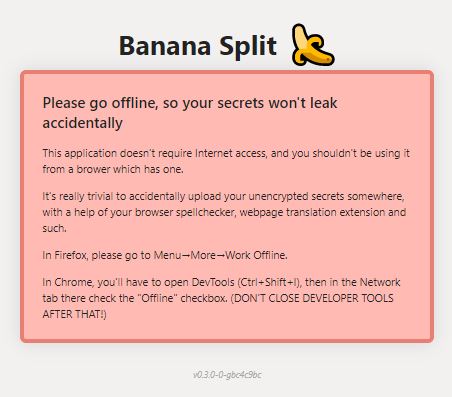 Banana Split
Please go offline, so your secrets won't leak
accidentally
This application doesn't require Internet access, and you shouldn't be using it
from a brower which has one.
It's really trivial to accidentally upload your unencrypted secrets somewhere,
with a help of your browser spellchecker, webpage translation extension and
such.
In Firefox, please go to Menu→More→Work Offline.
In Chrome, you'll have to open DevTools (Ctrl+Shift+I), then in the Network
tab there check the "Offline" checkbox. (DON'T CLOSE DEVELOPER TOOLS
AFTER THAT!)
v0.3.0-0-gbc4c9bc